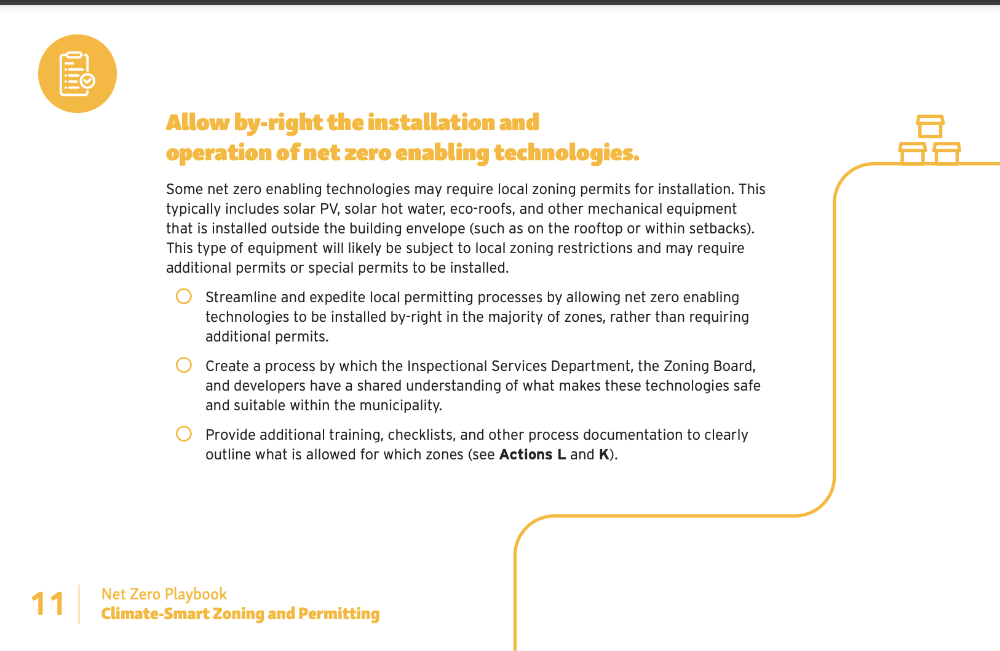 Allow by-right the installation and
operation of net zero enabling technologies.
Some net zero enabling technologies may require local zoning permits for installation. This
typically includes solar PV, solar hot water, eco-roofs, and other mechanical equipment
that is installed outside the building envelope (such as on the rooftop or within setbacks).
This type of equipment will likely be subject to local zoning restrictions and may require
additional permits or special permits to be installed.
Streamline and expedite local permitting processes by allowing net zero enabling
technologies to be installed by-right in the majority of zones, rather than requiring
additional permits.
Create a process by which the Inspectional Services Department, the Zoning Board,
and developers have a shared understanding of what makes these technologies safe
and suitable within the municipality.
Provide additional training, checklists, and other process documentation to clearly
outline what is allowed for which zones (see Actions L and K).
11
Net Zero Playbook
Climate-Smart Zoning and Permitting